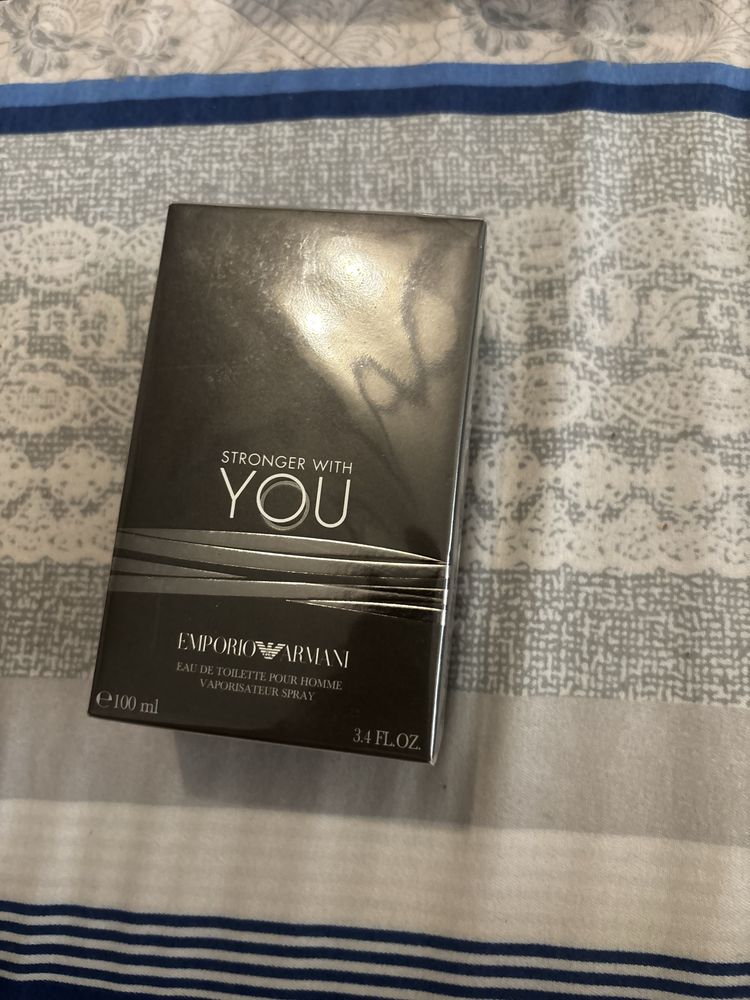 STRONGER WITH
YOU
EMPORIO ARMANI
EAU DE TOILETTE POUR HOMME
VAPORISATEUR SPRAY
℮100 ml
3.4 FL.OZ.